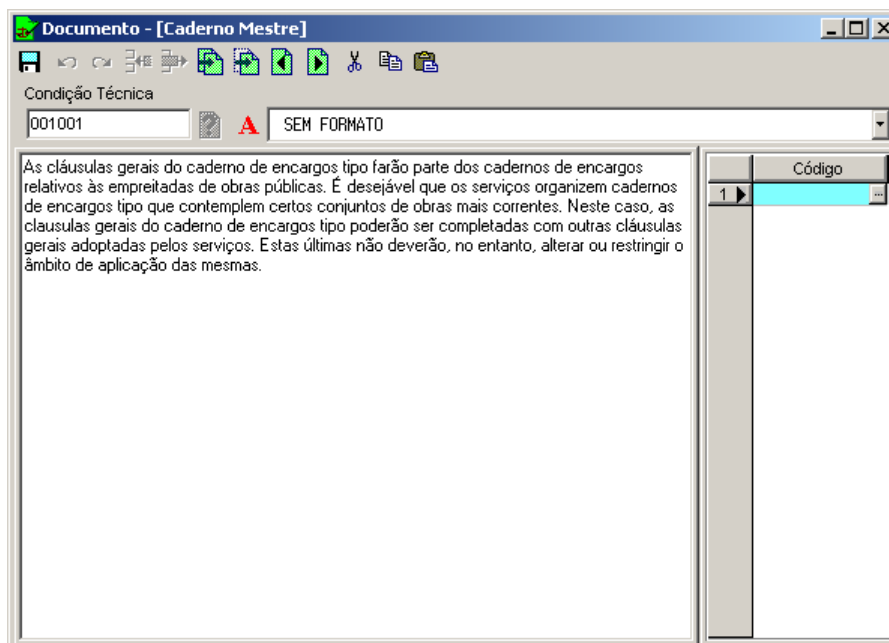 Documento - [Caderno Mestre]
Condição Técnica
001001
A SEM FORMATO
As cláusulas gerais do caderno de encargos tipo farão parte dos cadernos de encargos
relativos às empreitadas de obras públicas. É desejável que os serviços organizem cadernos
de encargos tipo que contemplem certos conjuntos de obras mais correntes. Neste caso, as
clausulas gerais do caderno de encargos tipo poderão ser completadas com outras cláusulas
gerais adoptadas pelos serviços. Estas últimas não deverão, no entanto, alterar ou restringir o
âmbito de aplicação das mesmas.
Código
1